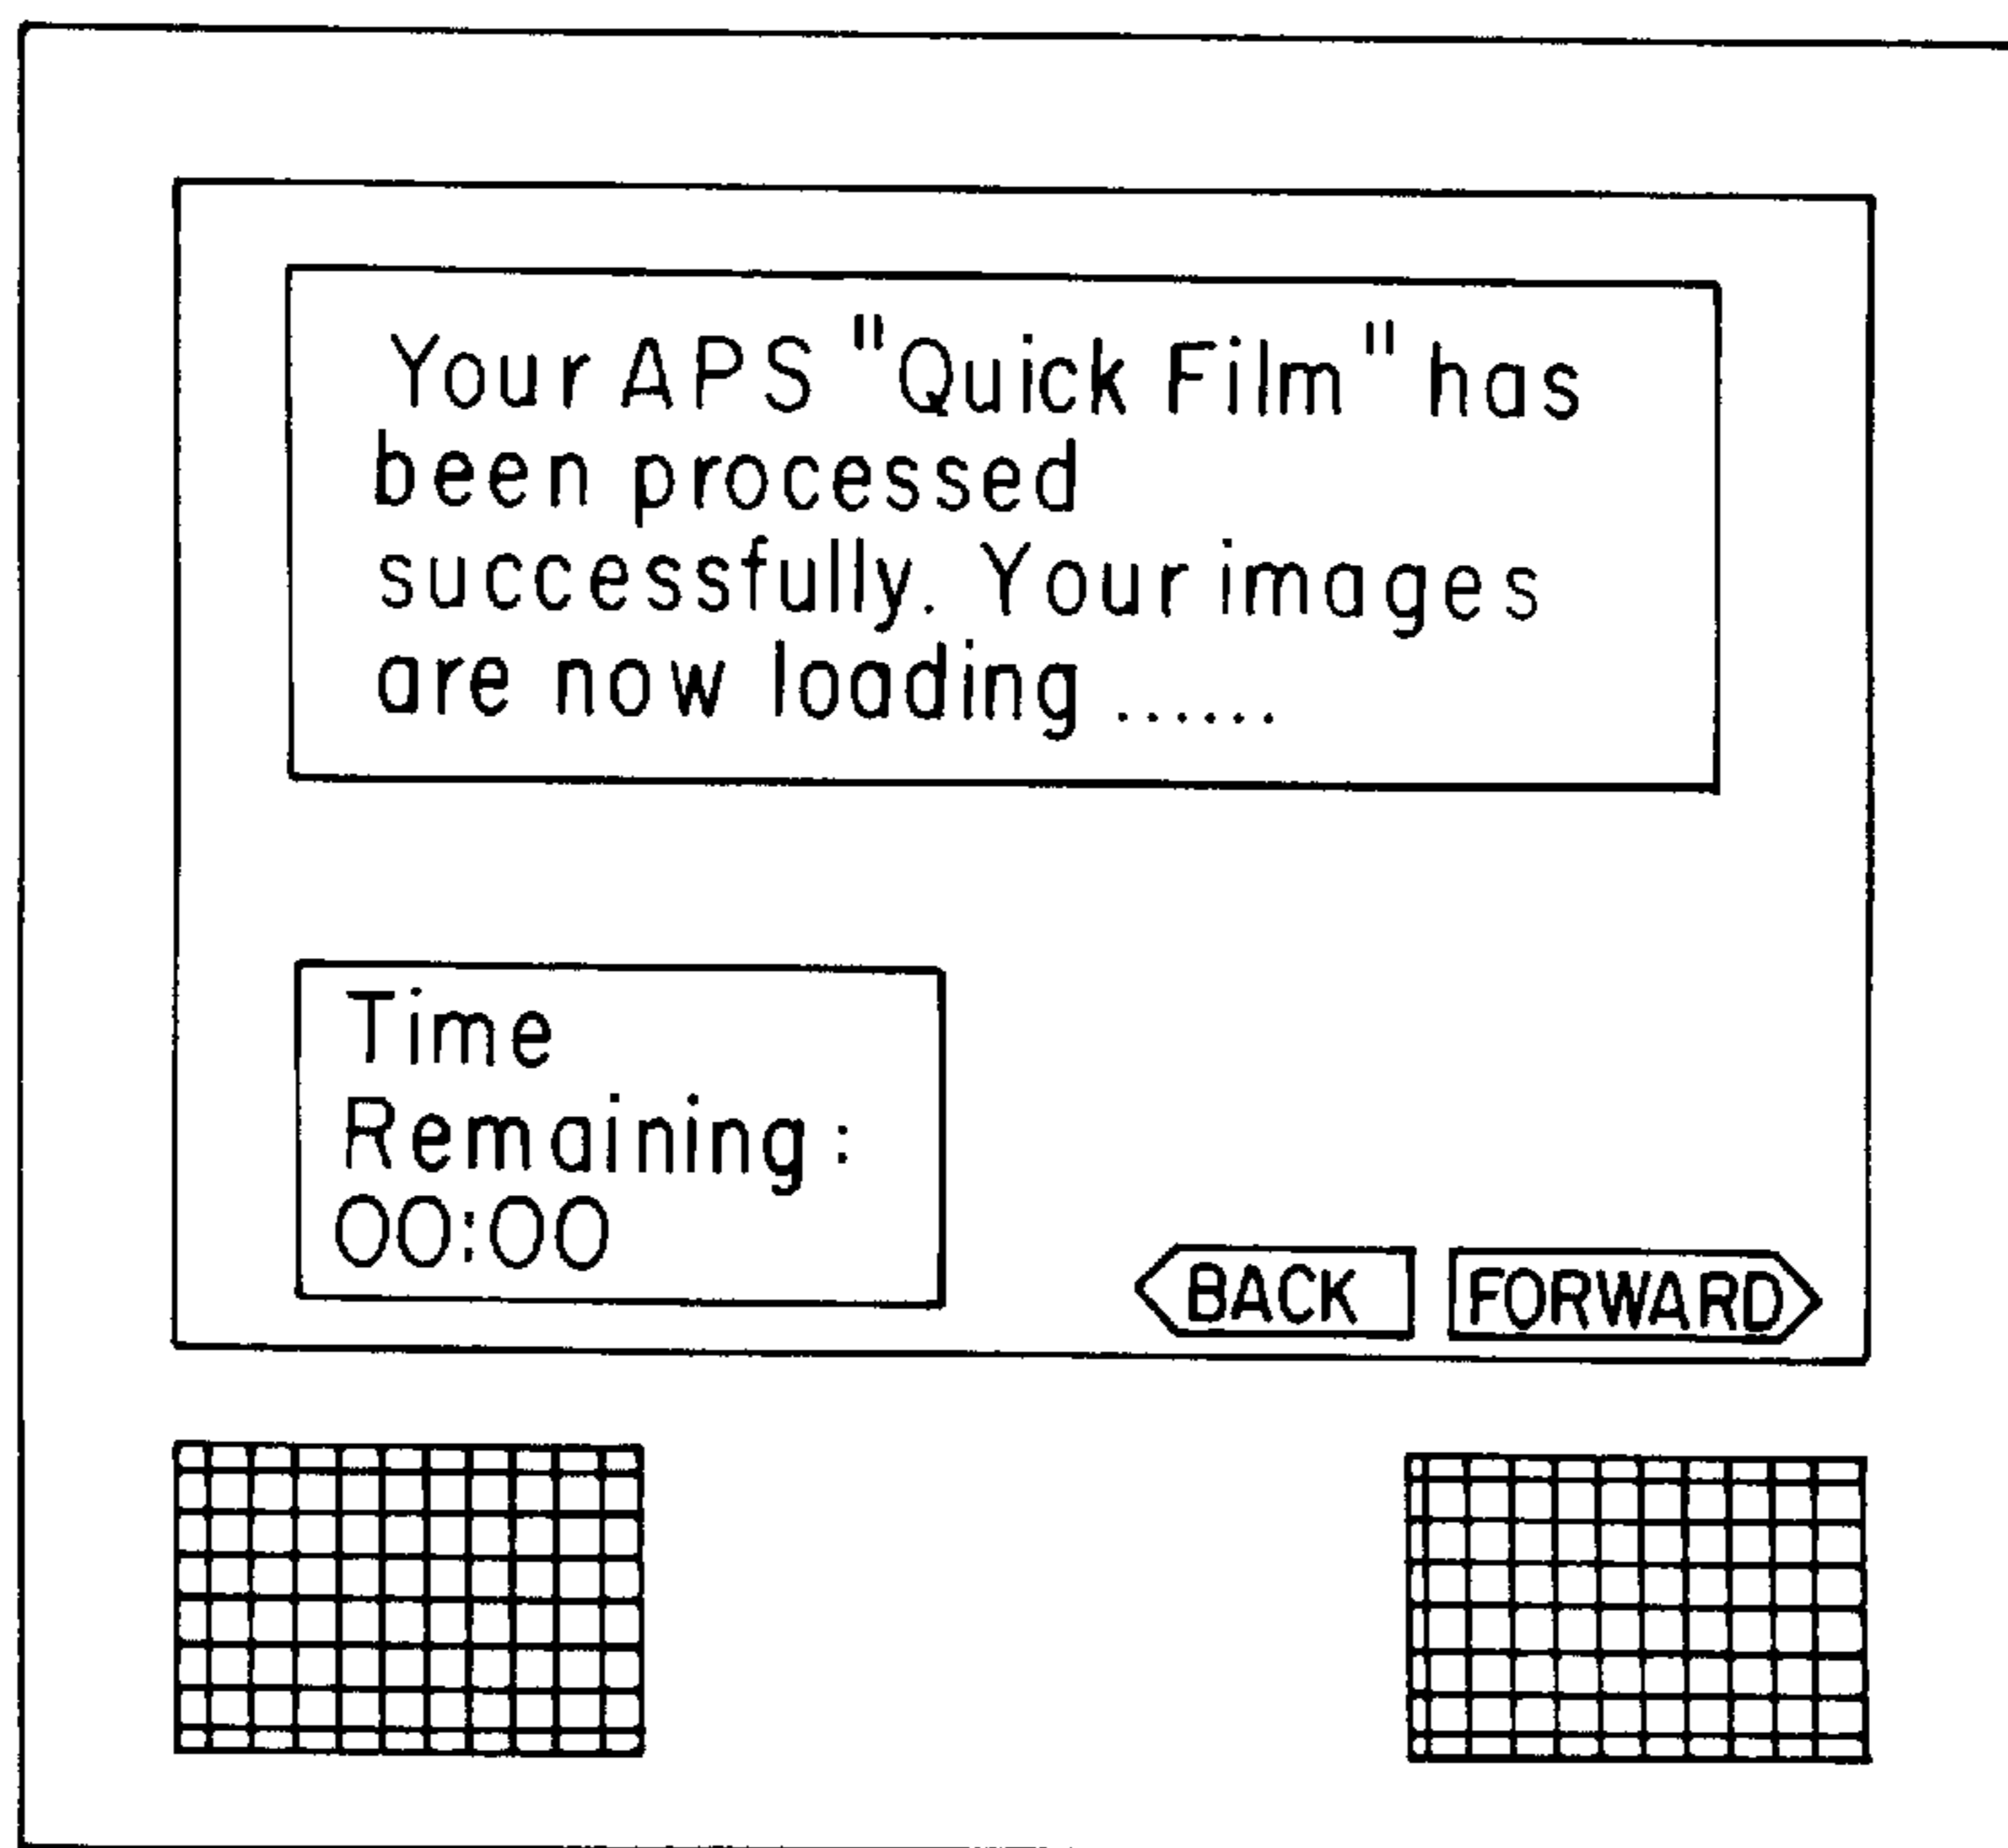 Your APS "Quick Film" has
been processed
successfully. Your images
are now loading ......
Time
Remaining:
00:00
BACK
FORWARD